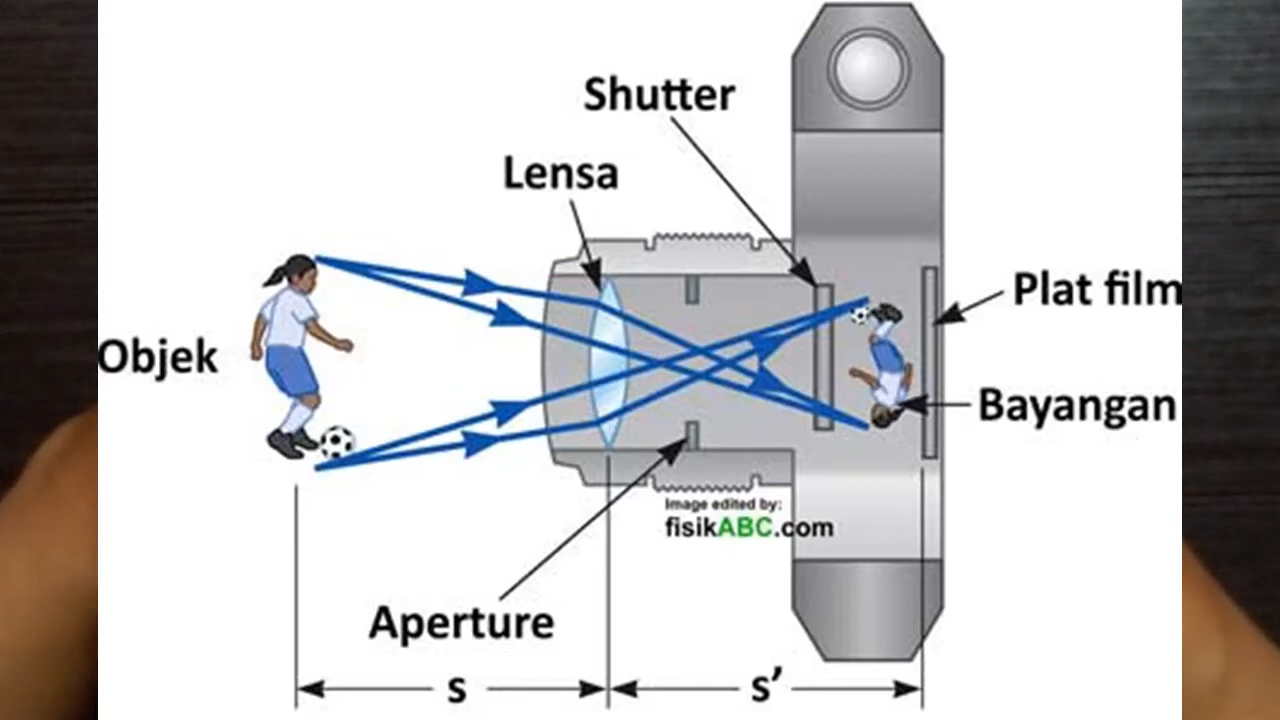 Shutter
Lensa
Plat film
Objek
Bayangan
Image edited by:
fisikABC.com
Aperture
s
s’